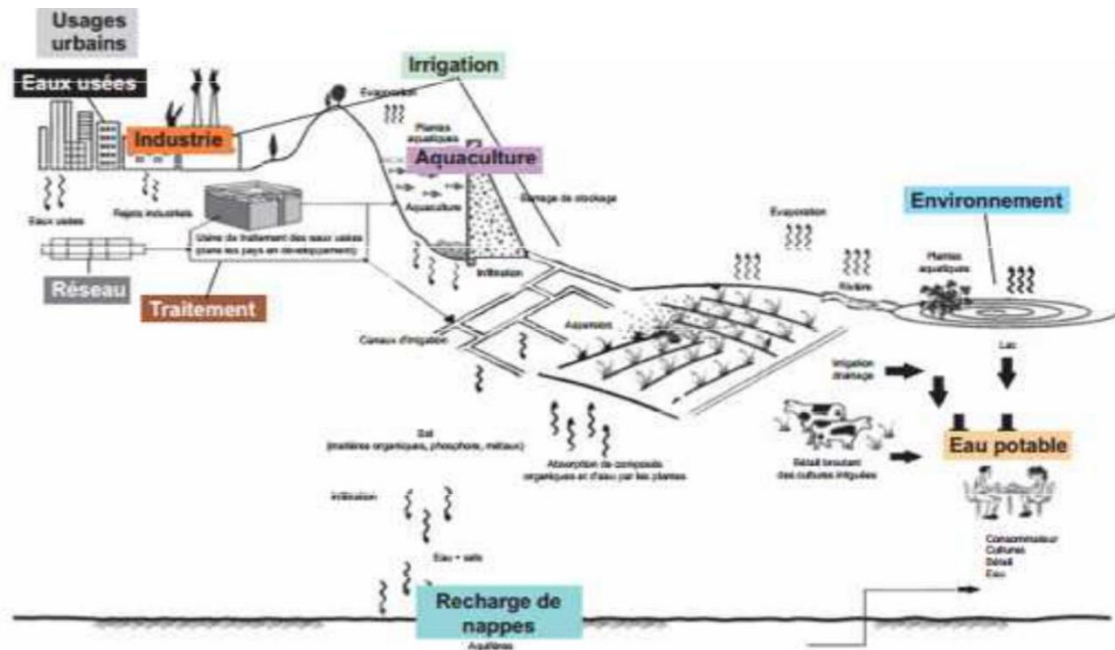 Usages
urbains
Eaux usées
Industrie
Irrigation
Evaporation
Plantes
aquatiques
Aquaculture
Aquaculture
Barrage de stockage
Eaux usées
Rejets industriels
Usine de traitement des eaux usées
(dans les pays en développement)
Réseau
Traitement
Infiltration
Environnement
Evaporation
Plantes
aquatiques
Rivière
Lac
Canaux d'irrigation
Aspersion
Irrigation
drainage
Eau potable
Bétail broutant
des cultures irriguées
Sol
(matières organiques, phosphore, métaux)
Absorption de composés
organiques et d'eau par les plantes
Infiltration
Eau + sels
Consommateur
Cultures
Bétail
Eau
Recharge de
nappes
Aquifères